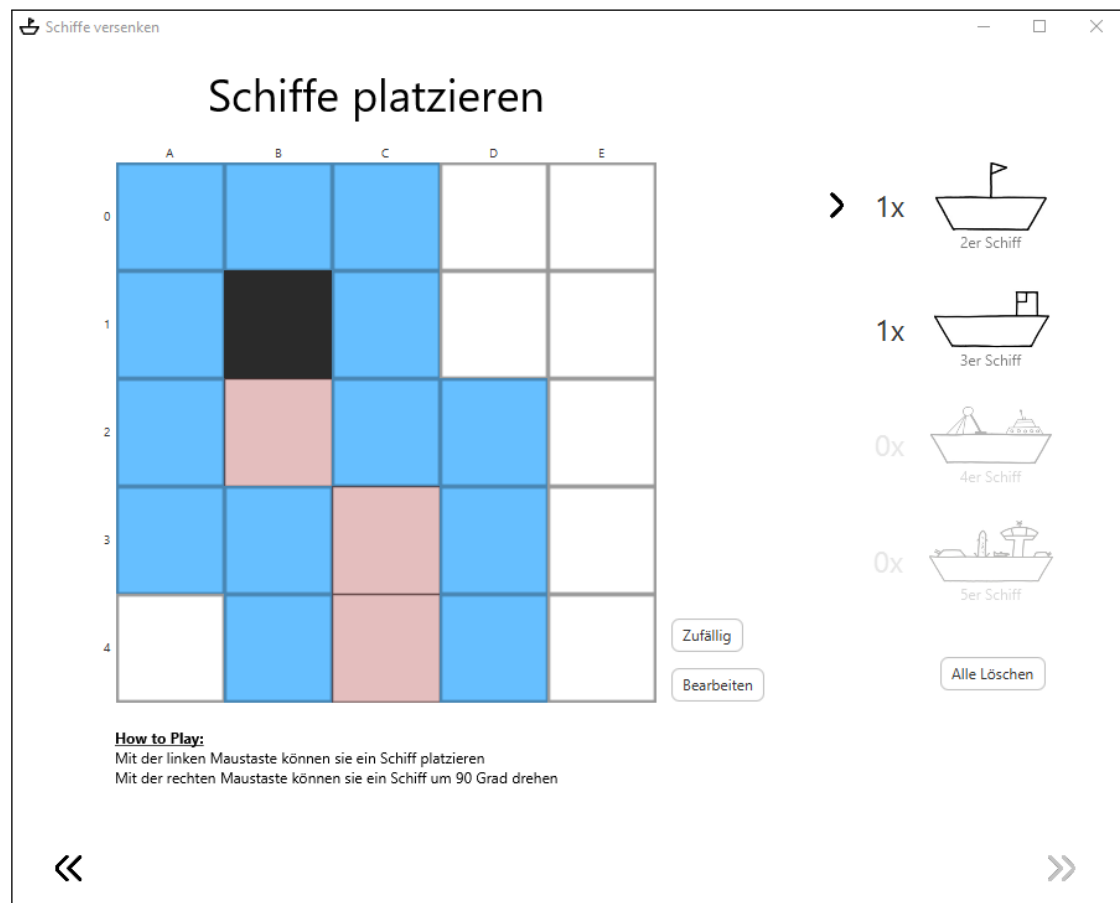 Schiffe versenken
Schiffe platzieren
A B C D E
0
1
2
3
4
1x
2er Schiff
1x
3er Schiff
0x
4er Schiff
0x
5er Schiff
Zufällig
Bearbeiten
Alle Löschen
How to Play:
Mit der linken Maustaste können sie ein Schiff platzieren
Mit der rechten Maustaste können sie ein Schiff um 90 Grad drehen